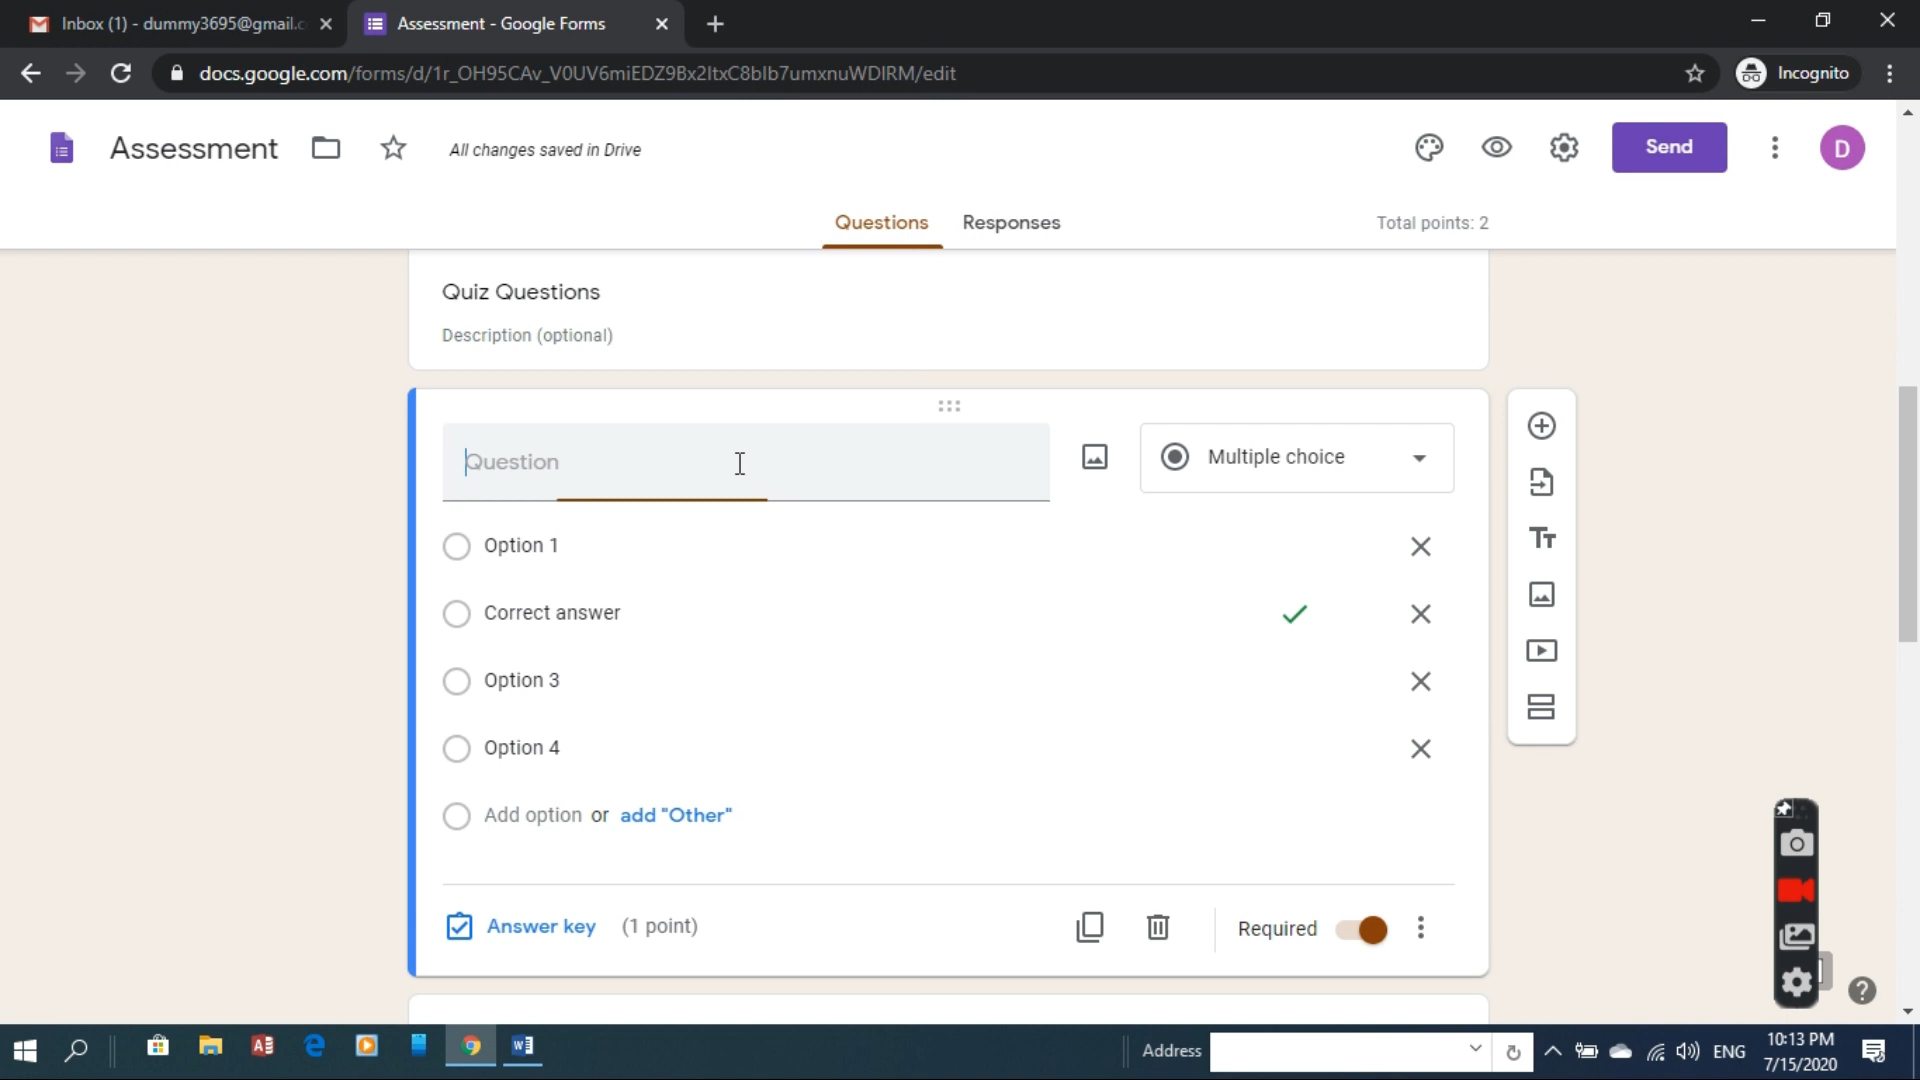 Inbox (1) - dummy3695@gmail.c
Assessment - Google Forms
docs.google.com/forms/d/1r_OH95CAv_V0UV6miEDZ9Bx2ltxC8bIb7umxnuWDIRM/edit
Incognito
Assessment
All changes saved in Drive
Send
D
Questions
Responses
Total points: 2
Quiz Questions
Description (optional)
Question
Multiple choice
Option 1
Correct answer
Option 3
Option 4
Add option or add "Other"
Answer key (1 point)
Required
Address
ENG
10:13 PM
7/15/2020